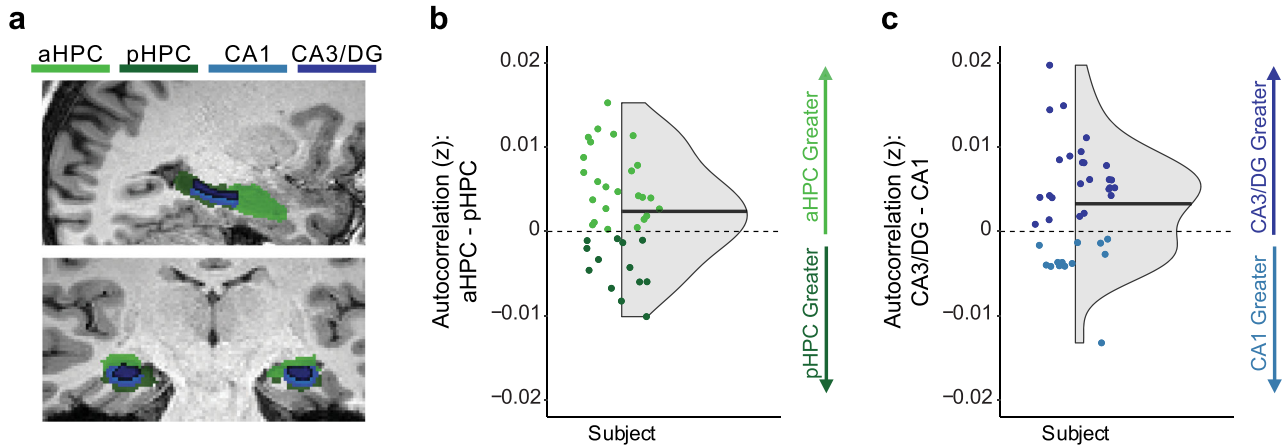 a
aHPC pHPC CA1 CA3/DG
b
Autocorrelation (z):
aHPC - pHPC
0.02
0.01
0
−0.01
−0.02
Subject
aHPC Greater
pHPC Greater
c
Autocorrelation (z):
CA3/DG - CA1
0.02
0.01
0
−0.01
−0.02
Subject
CA3/DG Greater
CA1 Greater